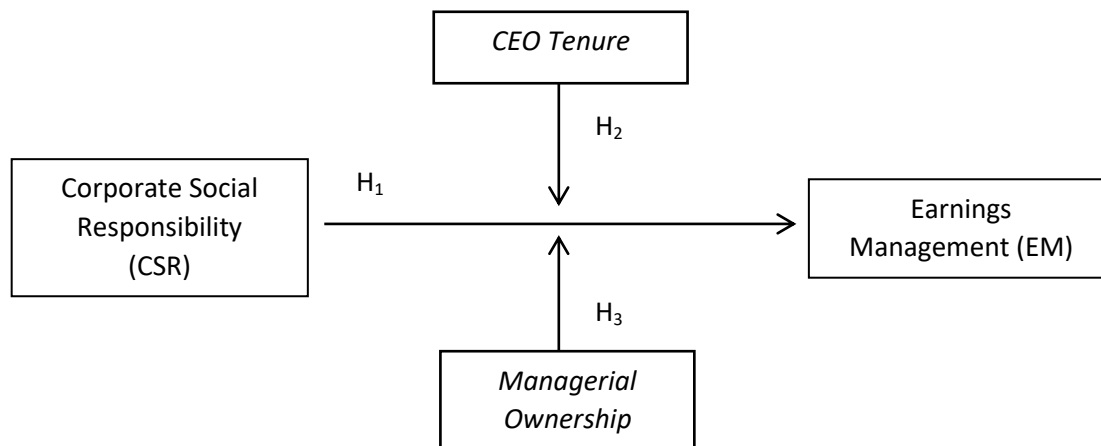 CEO Tenure
H₂
H₁
Corporate Social
Responsibility
(CSR)
Earnings
Management (EM)
H₃
Managerial
Ownership